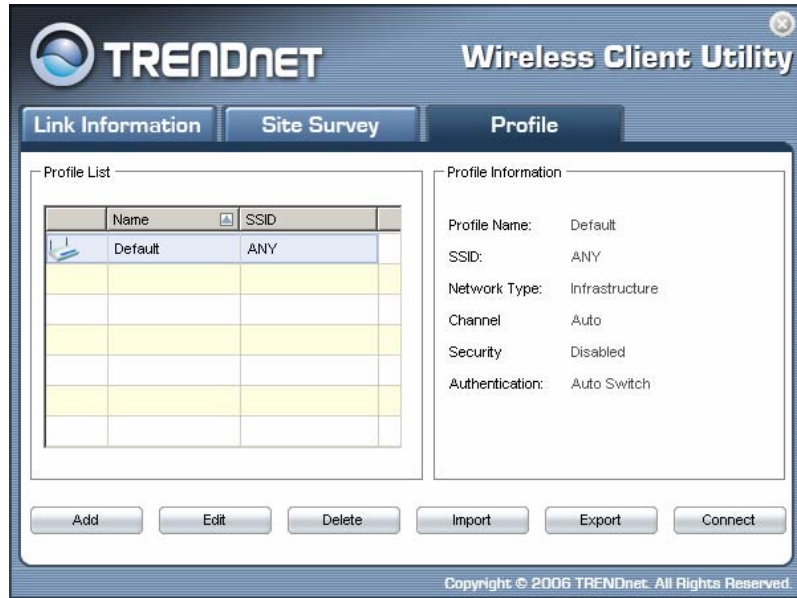 TRENDNET
Wireless Client Utility
Link Information
Site Survey
Profile
Profile List
Name SSID
Default ANY
Profile Information
Profile Name: Default
SSID: ANY
Network Type: Infrastructure
Channel Auto
Security Disabled
Authentication: Auto Switch
Add
Edit
Delete
Import
Export
Connect
Copyright © 2006 TRENDnet. All Rights Reserved.